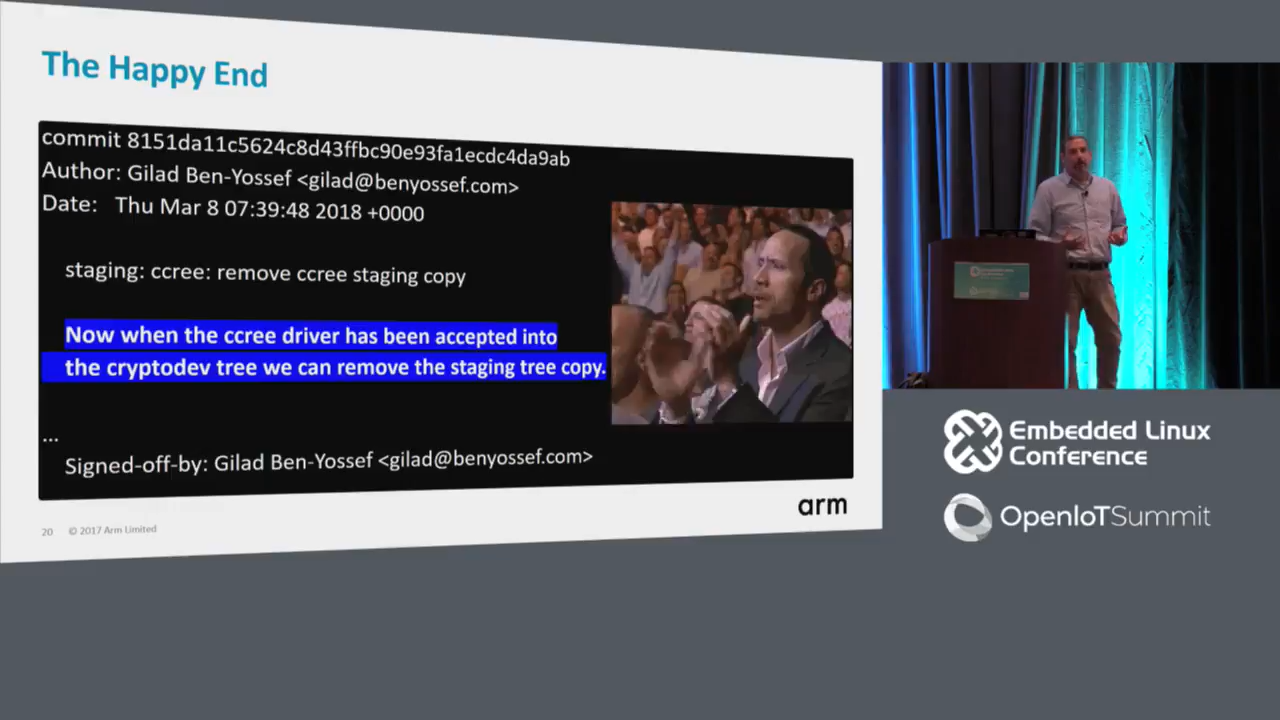 The Happy End
commit 8151da11c5624c8d43ffbc90e93fa1ecdc4da9ab
Author: Gilad Ben-Yossef <gilad@benyossef.com>
Date: Thu Mar 8 07:39:48 2018 +0000
staging: ccree: remove ccree staging copy
Now when the ccree driver has been accepted into
the cryptodev tree we can remove the staging tree copy.
...
Signed-off-by: Gilad Ben-Yossef <gilad@benyossef.com>
arm
20 © 2017 Arm Limited
Embedded Linux
Conference
OpenIoTSummit